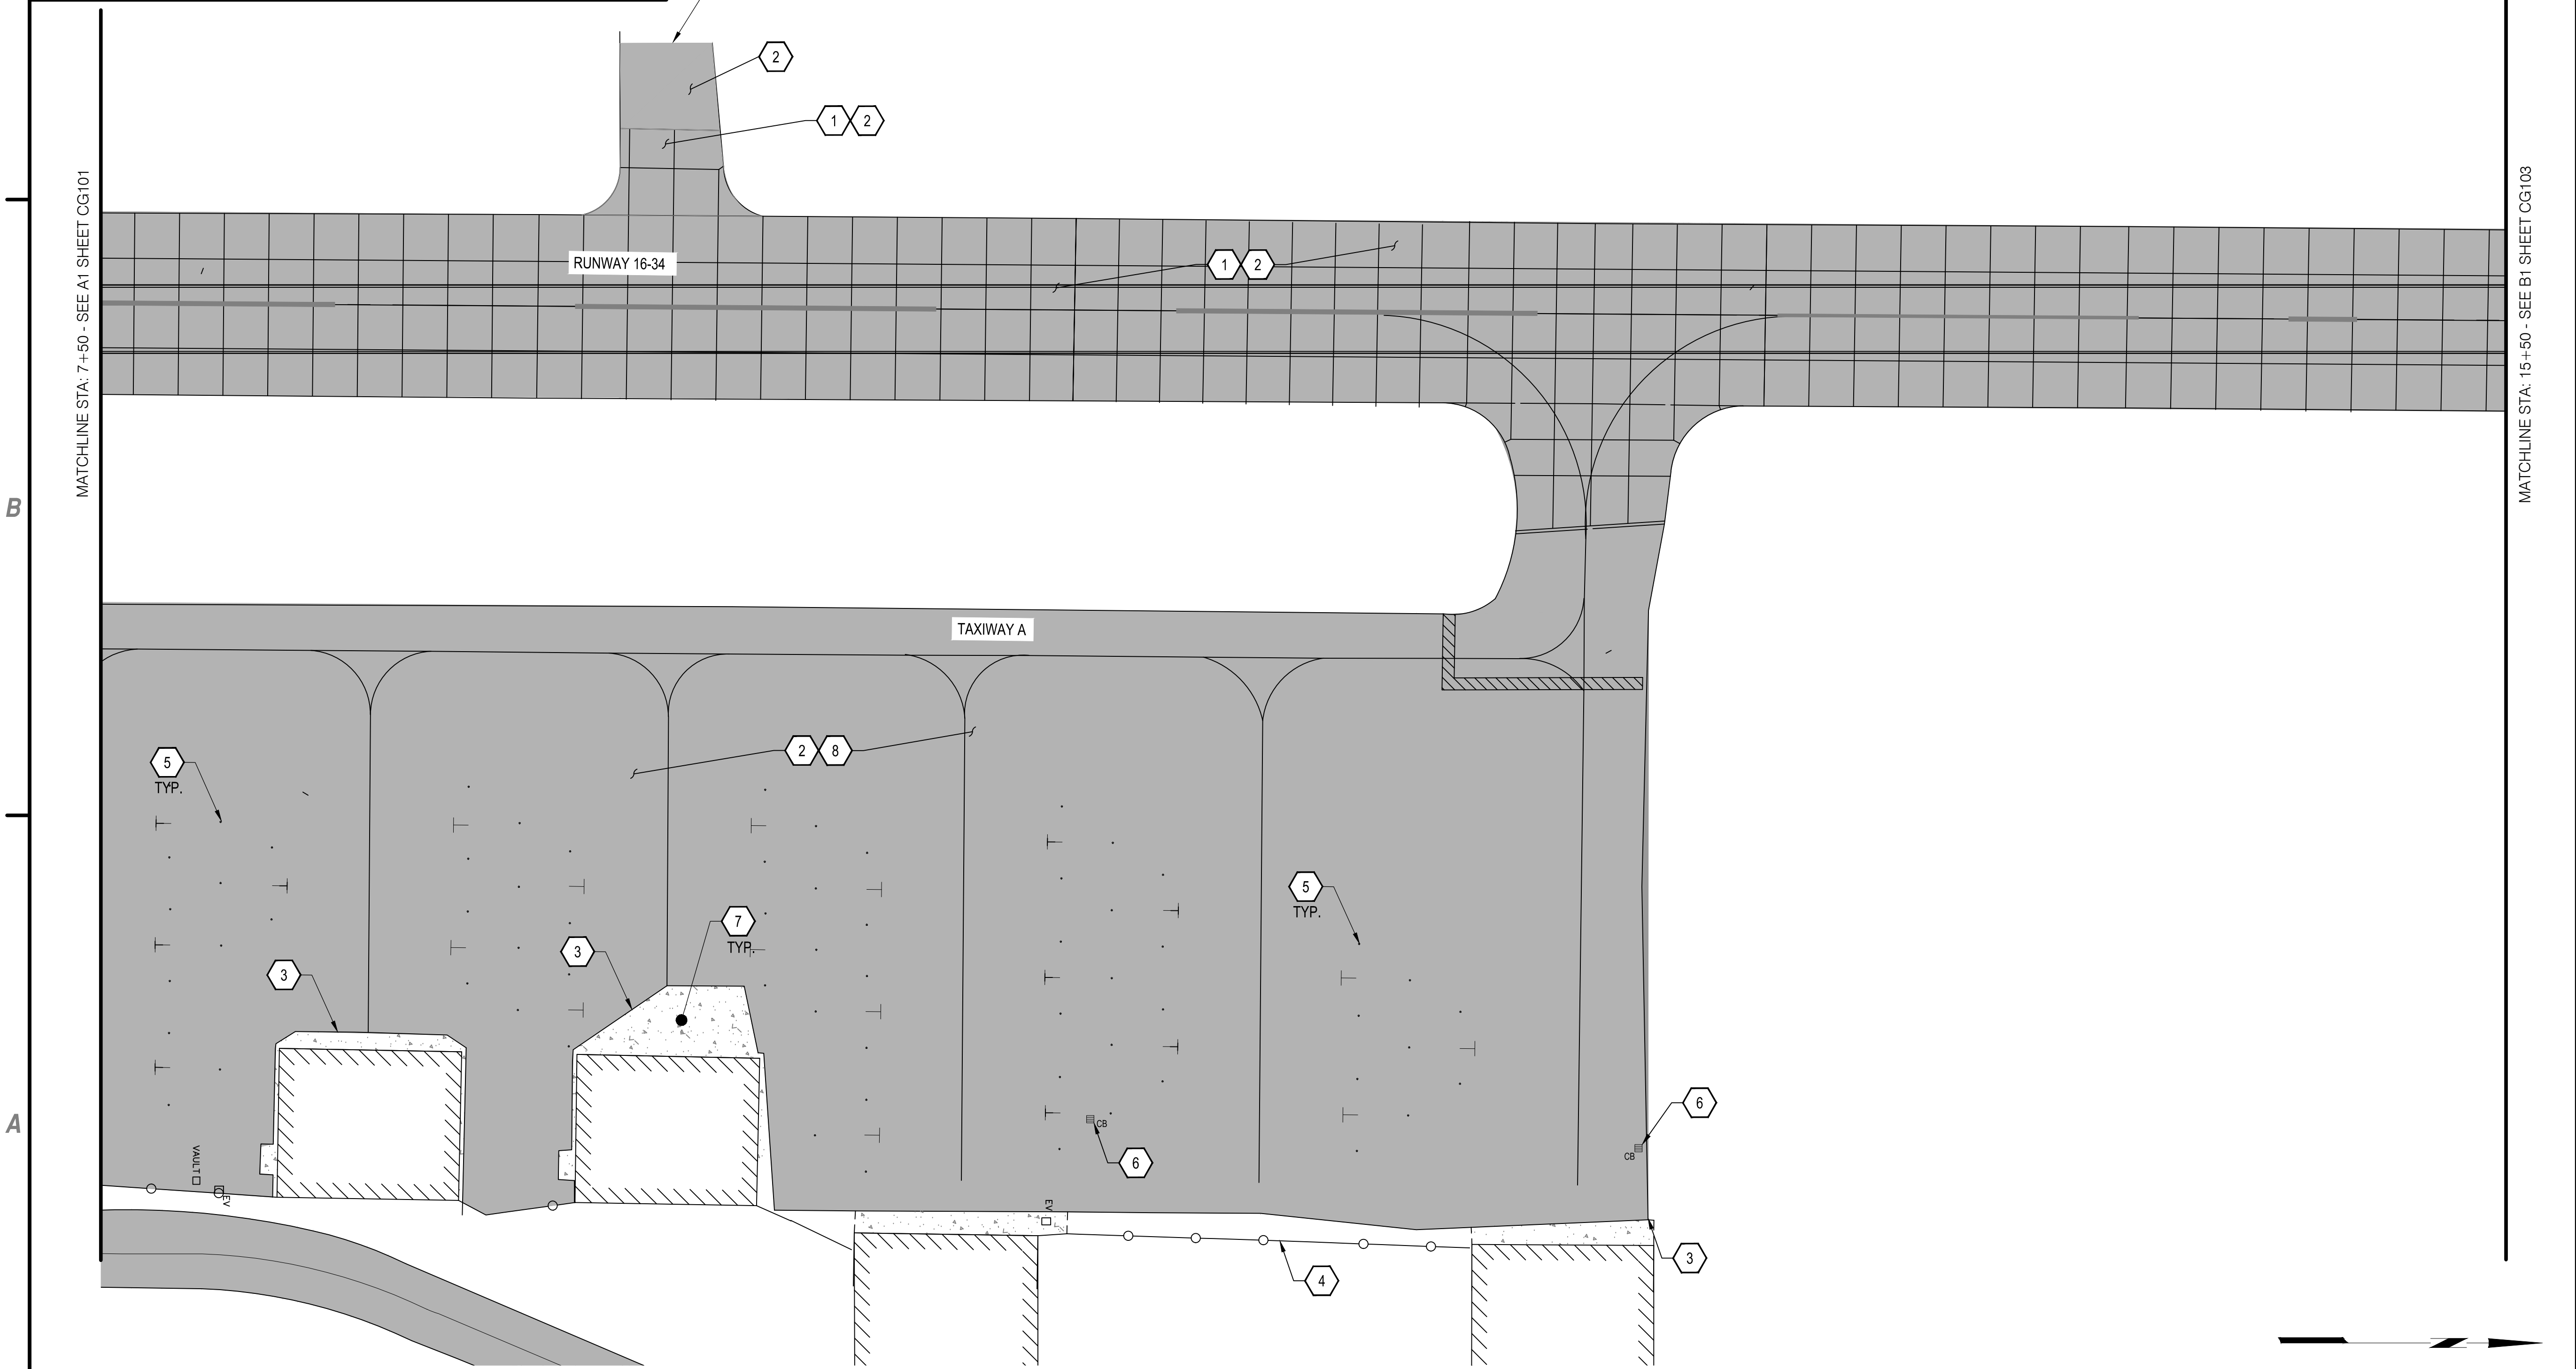 2
1 2
MATCHLINE STA: 7+50 - SEE A1 SHEET CG101
MATCHLINE STA: 15+50 - SEE B1 SHEET CG103
RUNWAY 16-34
1 2
B
TAXIWAY A
2 8
5
TYP.
5
TYP.
7
TYP.
3
3
A
6
CB
6
CB
VAULT
EV
EV
3
4